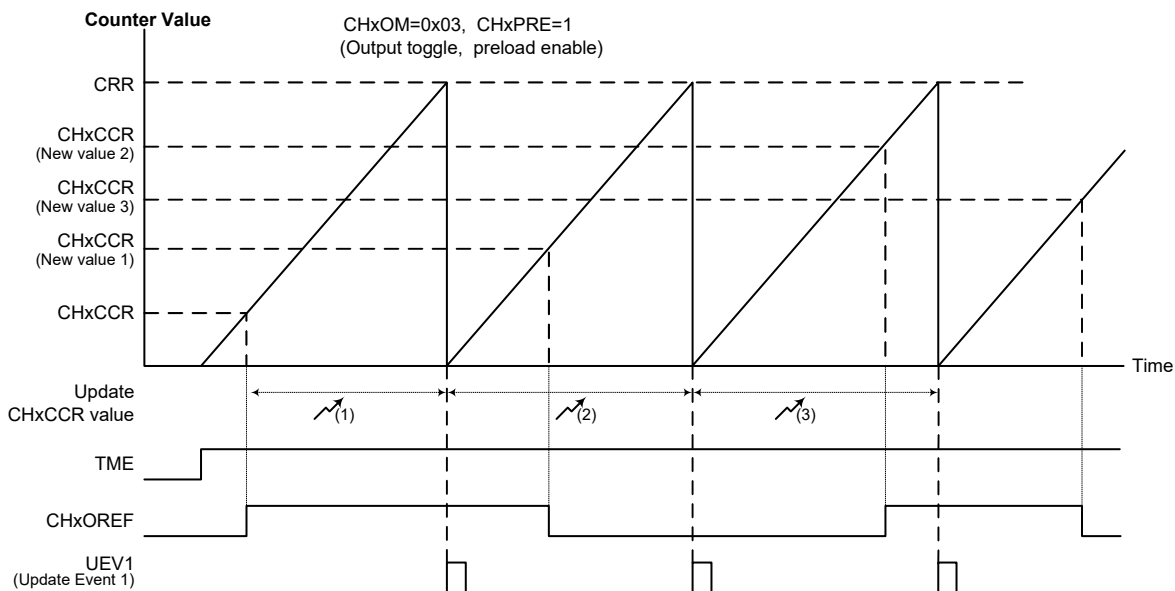 Counter Value
CHxOM=0x03, CHxPRE=1
(Output toggle, preload enable)
CRR
CHxCCR
(New value 2)
CHxCCR
(New value 3)
CHxCCR
(New value 1)
CHxCCR
Time
Update
CHxCCR value
(1)
(2)
(3)
TME
CHxOREF
UEV1
(Update Event 1)